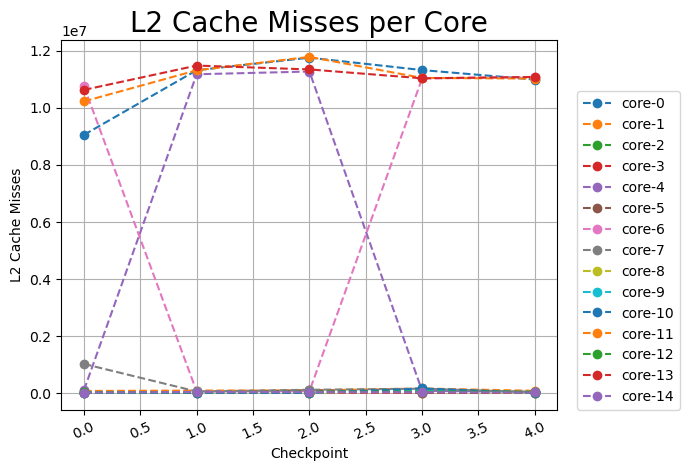 L2 Cache Misses per Core
1e7
1.2
1.0
0.8
0.6
0.4
0.2
0.0
L2 Cache Misses
0.0
0.5
1.0
1.5
2.0
2.5
3.0
3.5
4.0
Checkpoint
core-0
core-1
core-2
core-3
core-4
core-5
core-6
core-7
core-8
core-9
core-10
core-11
core-12
core-13
core-14